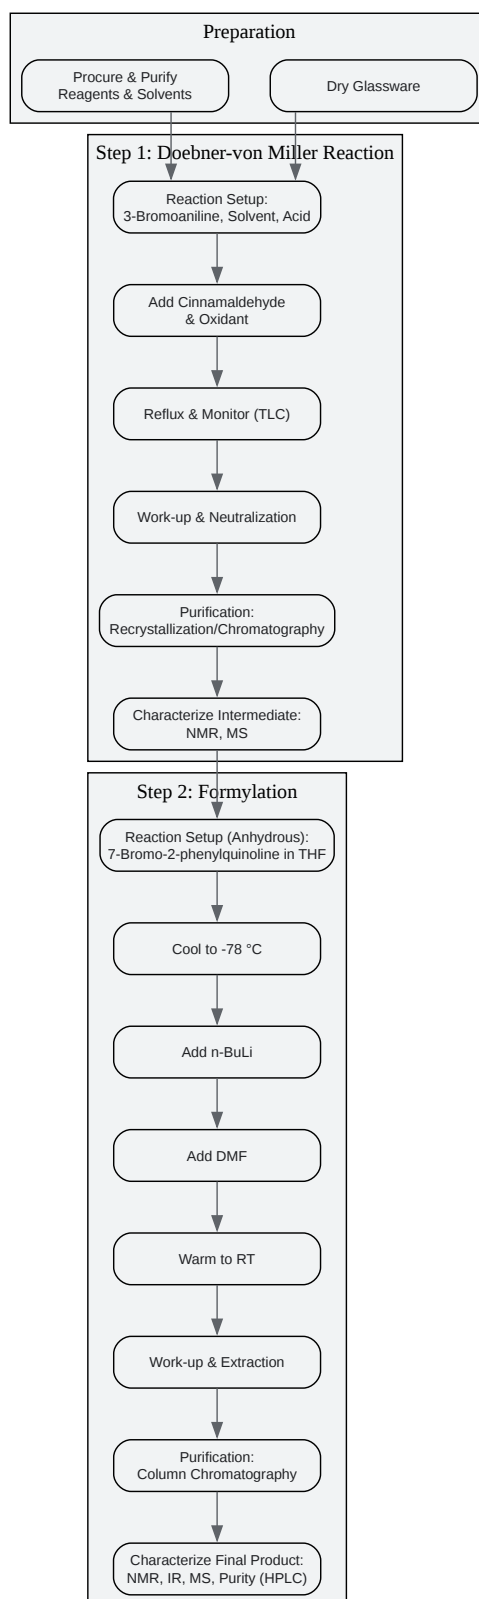 Preparation
Procure & Purify
Reagents & Solvents
Dry Glassware
Step 1: Doebner-von Miller Reaction
Reaction Setup:
3-Bromoaniline, Solvent, Acid
Add Cinnamaldehyde
& Oxidant
Reflux & Monitor (TLC)
Work-up & Neutralization
Purification:
Recrystallization/Chromatography
Characterize Intermediate:
NMR, MS
Step 2: Formylation
Reaction Setup (Anhydrous):
7-Bromo-2-phenylquinoline in THF
Cool to -78 °C
Add n-BuLi
Add DMF
Warm to RT
Work-up & Extraction
Purification:
Column Chromatography
Characterize Final Product:
NMR, IR, MS, Purity (HPLC)